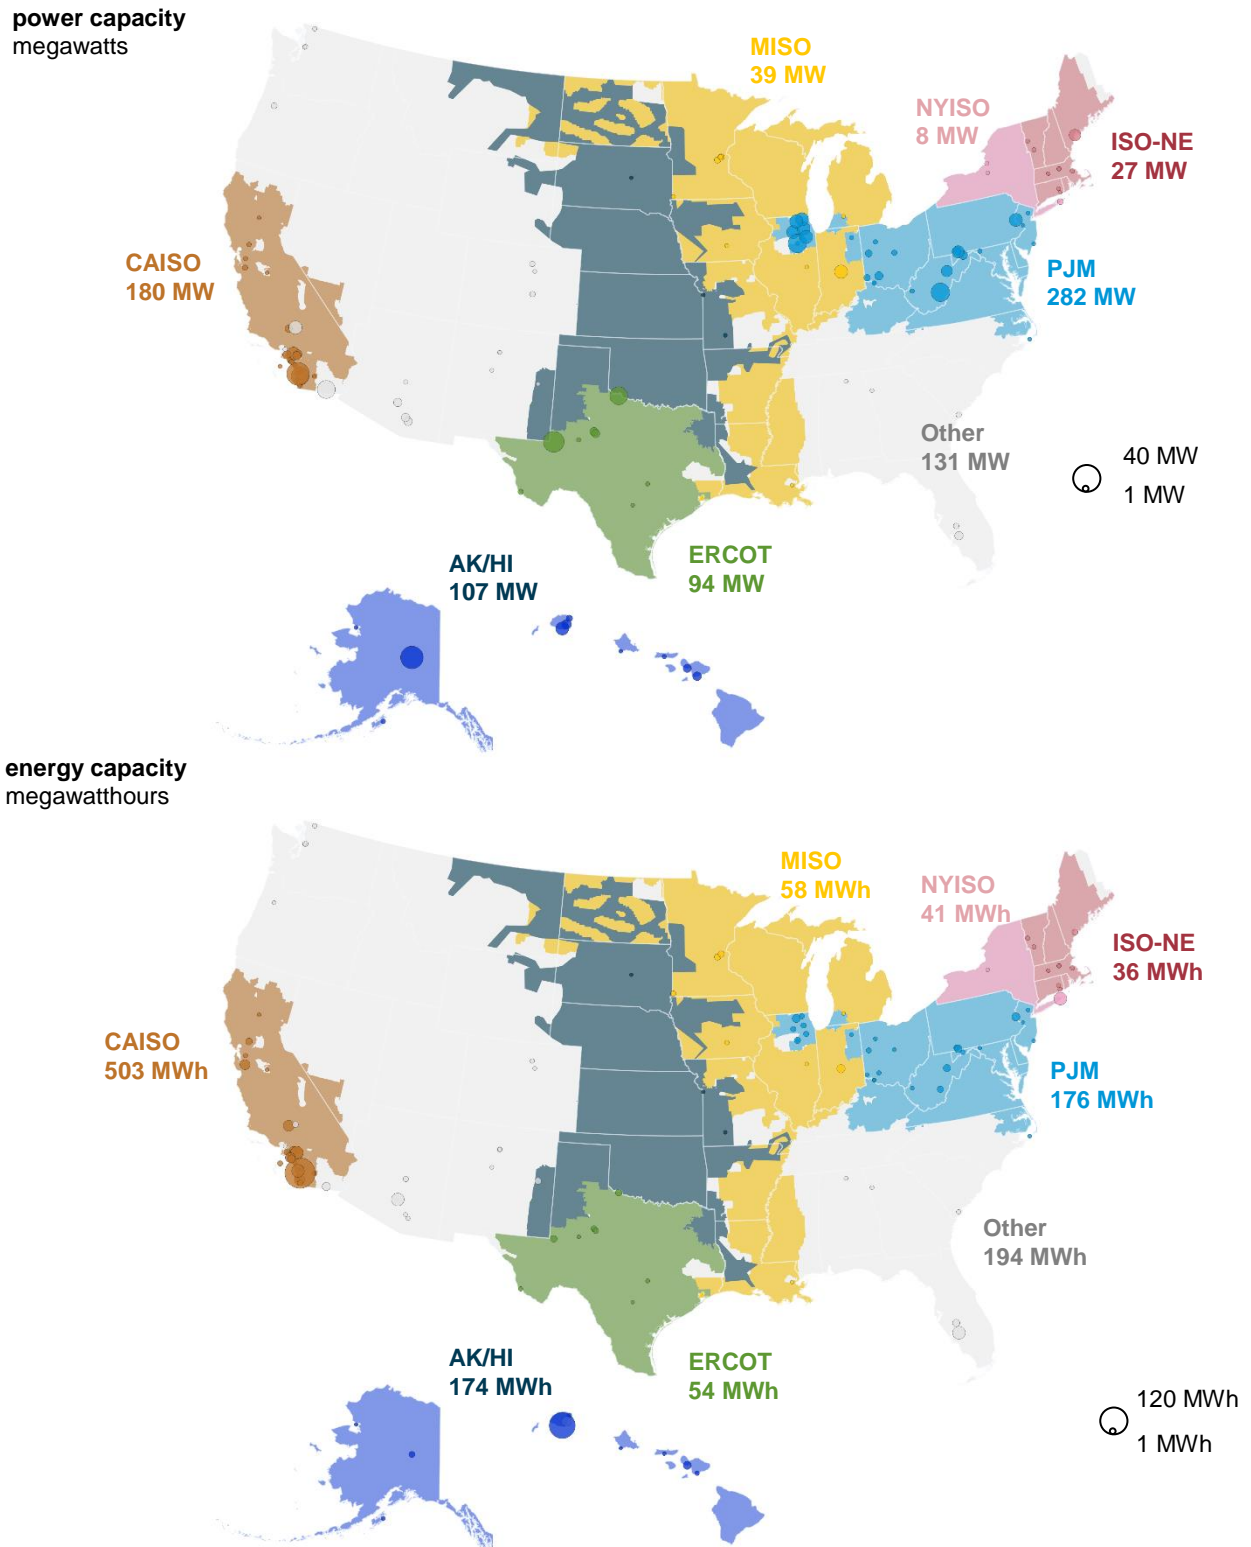 power capacity
megawatts
MISO
39 MW
NYISO
8 MW
ISO-NE
27 MW
CAISO
180 MW
PJM
282 MW
Other
131 MW
40 MW
1 MW
AK/HI
107 MW
ERCOT
94 MW
energy capacity
megawatthours
MISO
58 MWh
NYISO
41 MWh
ISO-NE
36 MWh
CAISO
503 MWh
PJM
176 MWh
Other
194 MWh
AK/HI
174 MWh
ERCOT
54 MWh
120 MWh
1 MWh